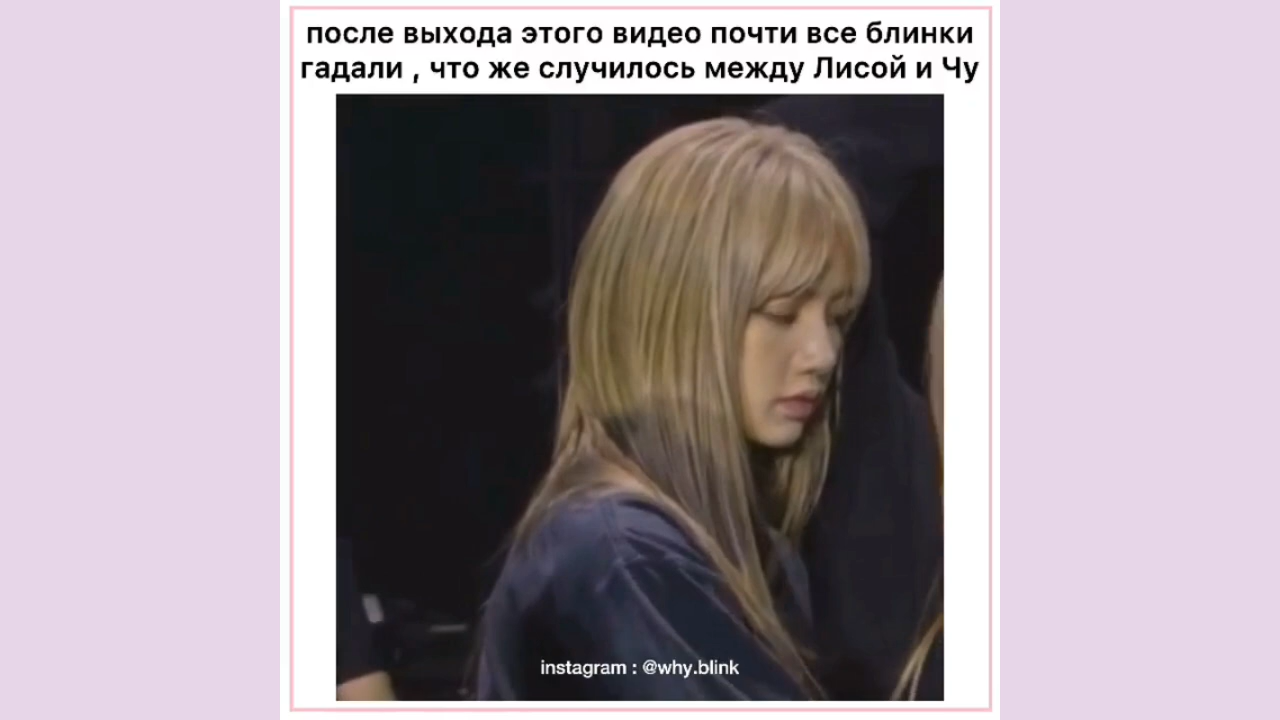 после выхода этого видео почти все блинки
гадали , что же случилось между Лисой и Чу
instagram : @why.blink